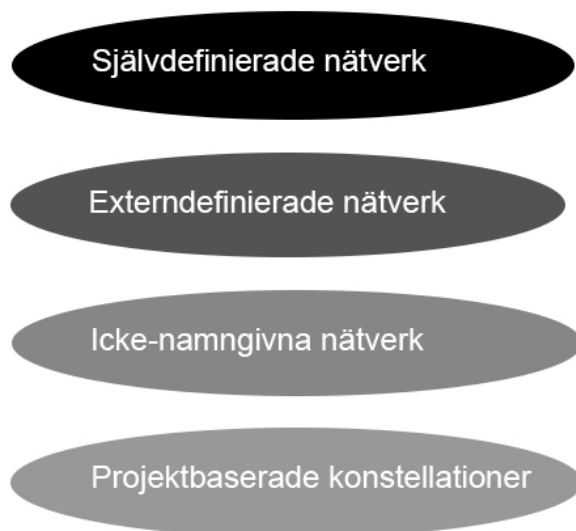 Självdefinierade nätverk
Externdefinierade nätverk
Icke-namngivna nätverk
Projektbaserade konstellationer